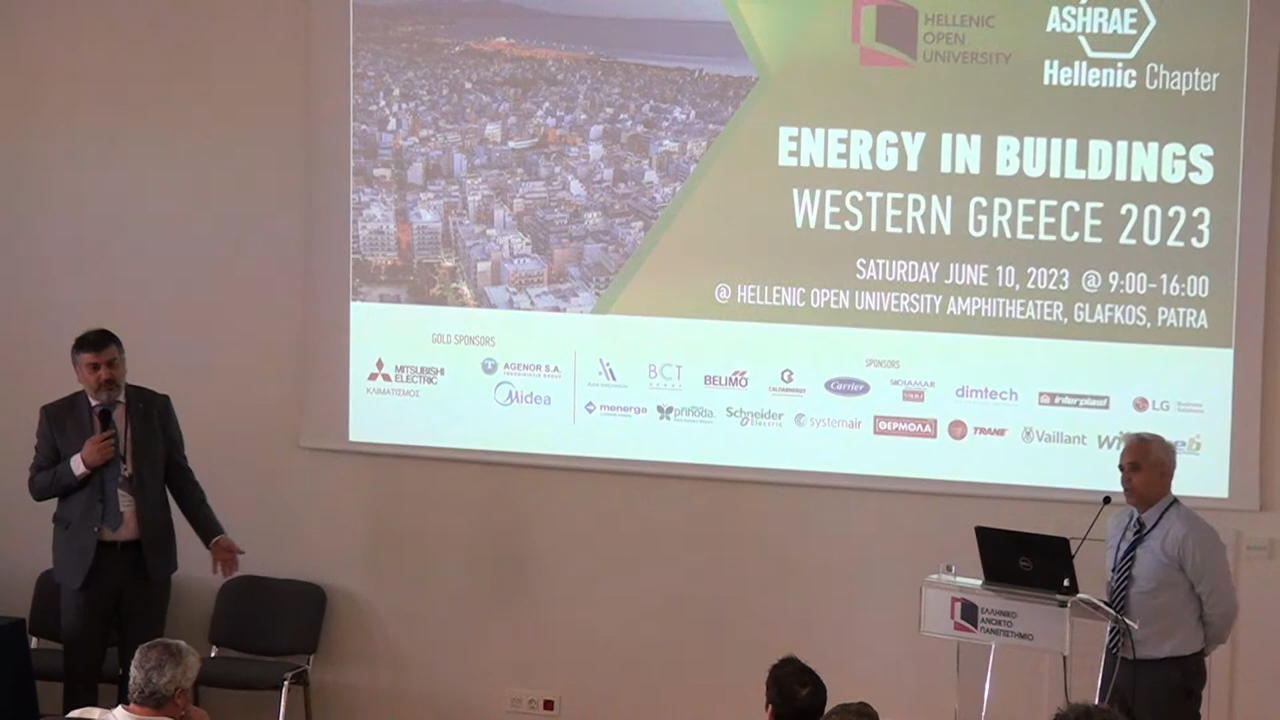 HELLENIC
OPEN
UNIVERSITY
ASHRAE
Hellenic Chapter
ENERGY IN BUILDINGS
WESTERN GREECE 2023
SATURDAY JUNE 10, 2023 @ 9:00-16:00
@ HELLENIC OPEN UNIVERSITY AMPHITHEATER, GLAFKOS, PATRA
GOLD SPONSORS
MITSUBISHI
ELECTRIC
ΚΛΙΜΑΤΙΣΜΟΣ
AGENOR S.A.
Midea
SPONSORS
BCT
BELIMO
Carrier
dimtech
interplast
LG
menerga
prihoda
Schneider
Electric
systemair
ΘΕΡΜΟΛΑ
TRANE
Vaillant
DELL
ΕΛΛΗΝΙΚΟ
ΑΝΟΙΚΤΟ
ΠΑΝΕΠΙΣΤΗΜΙΟ